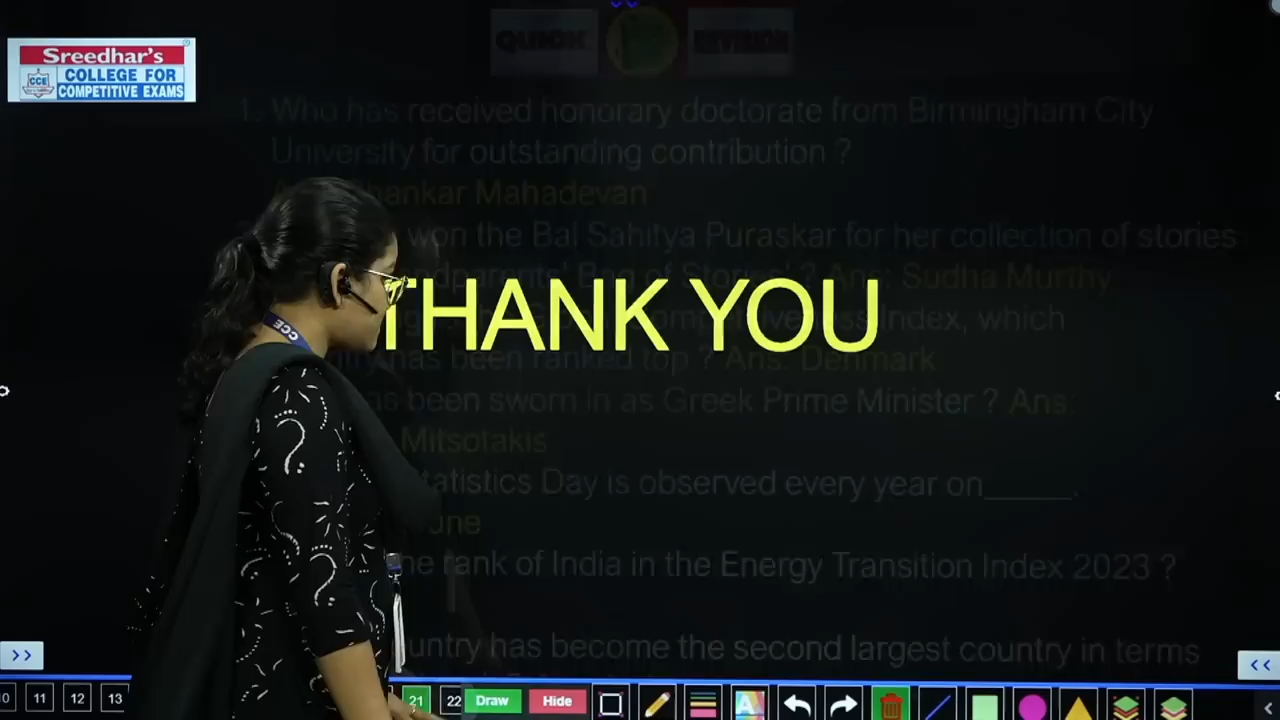 Sreedhar's
CCE
COLLEGE FOR
COMPETITIVE EXAMS
QUICK
REVISION
1. Who has received honorary doctorate from Birmingham City
University for outstanding contribution ?
Shankar Mahadevan
won the Bal Sahitya Puraskar for her collection of stories
Bag of Stories' ? Ans: Sudha Murthy
THANK YOU
Index, which
has been ranked top ? Ans: Denmark
has been sworn in as Greek Prime Minister ? Ans:
Mitsotakis
CCE
Statistics Day is observed every year on______.
rank of India in the Energy Transition Index 2023 ?
has become the second largest country in terms
>>
<<
11 12 13 21 22 Draw Hide
<